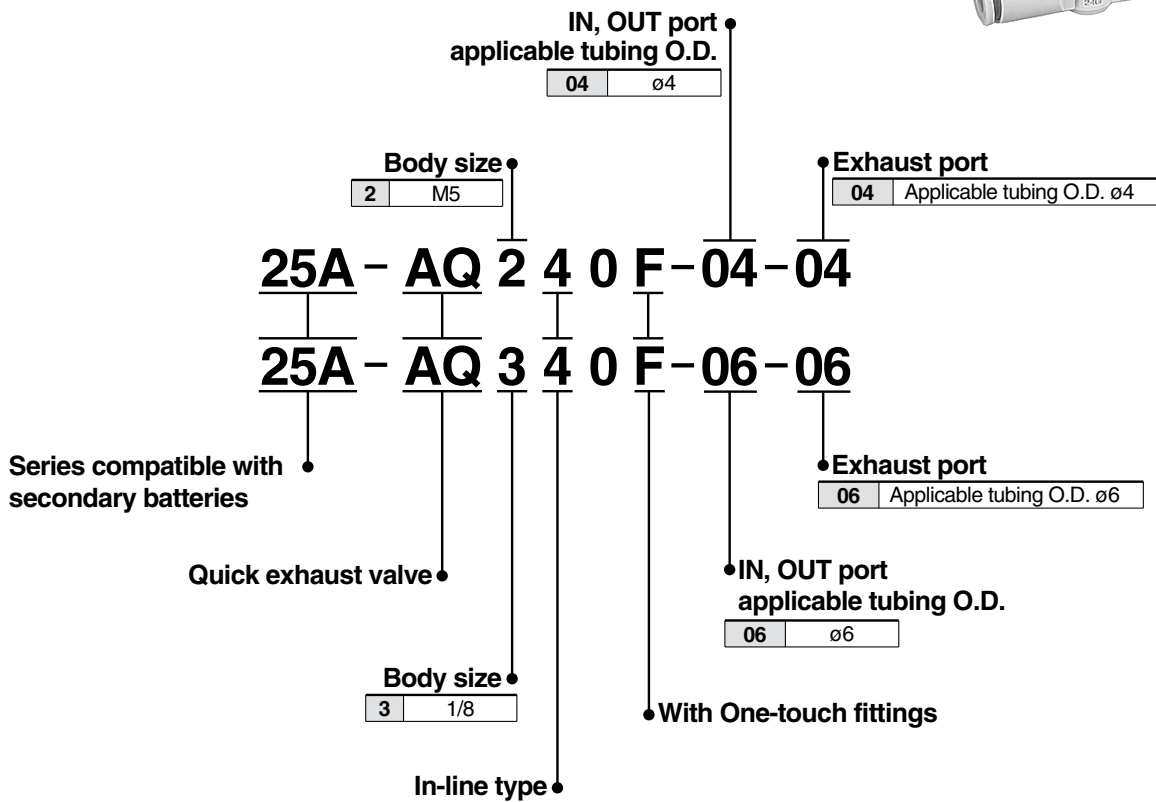 IN, OUT port
applicable tubing O.D.
04 ø4
Body size
2 M5
Exhaust port
04 Applicable tubing O.D. ø4
25A - AQ 2 4 0 F - 04 - 04
25A - AQ 3 4 0 F - 06 - 06
Series compatible with
secondary batteries
Exhaust port
06 Applicable tubing O.D. ø6
Quick exhaust valve
IN, OUT port
applicable tubing O.D.
06 ø6
Body size
3 1/8
With One-touch fittings
In-line type